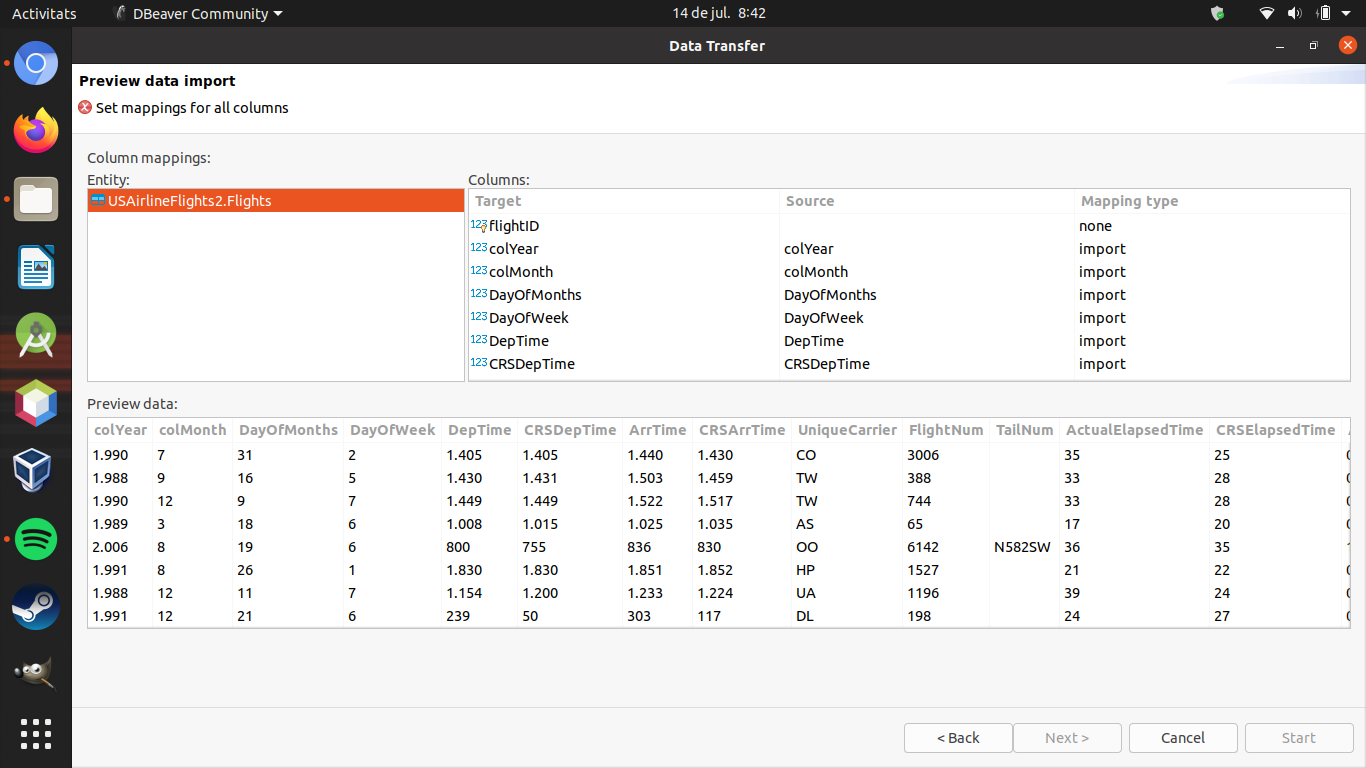 Activitats DBeaver Community 14 de jul. 8:42
Data Transfer
Preview data import
Set mappings for all columns
Column mappings:
Entity: Columns:
USAirlineFlights2.Flights
Target Source Mapping type
123 flightID none
123 colYear colYear import
123 colMonth colMonth import
123 DayOfMonths DayOfMonths import
123 DayOfWeek DayOfWeek import
123 DepTime DepTime import
123 CRSDepTime CRSDepTime import
Preview data:
colYear colMonth DayOfMonths DayOfWeek DepTime CRSDepTime ArrTime CRSArrTime UniqueCarrier FlightNum TailNum ActualElapsedTime CRSElapsedTime
1.990 7 31 2 1.405 1.405 1.440 1.430 CO 3006 35 25
1.988 9 16 5 1.430 1.431 1.503 1.459 TW 388 33 28
1.990 12 9 7 1.449 1.449 1.522 1.517 TW 744 33 28
1.989 3 18 6 1.008 1.015 1.025 1.035 AS 65 17 20
2.006 8 19 6 800 755 836 830 OO 6142 N582SW 36 35
1.991 8 26 1 1.830 1.830 1.851 1.852 HP 1527 21 22
1.988 12 11 7 1.154 1.200 1.233 1.224 UA 1196 39 24
1.991 12 21 6 239 50 303 117 DL 198 24 27
< Back Next > Cancel Start